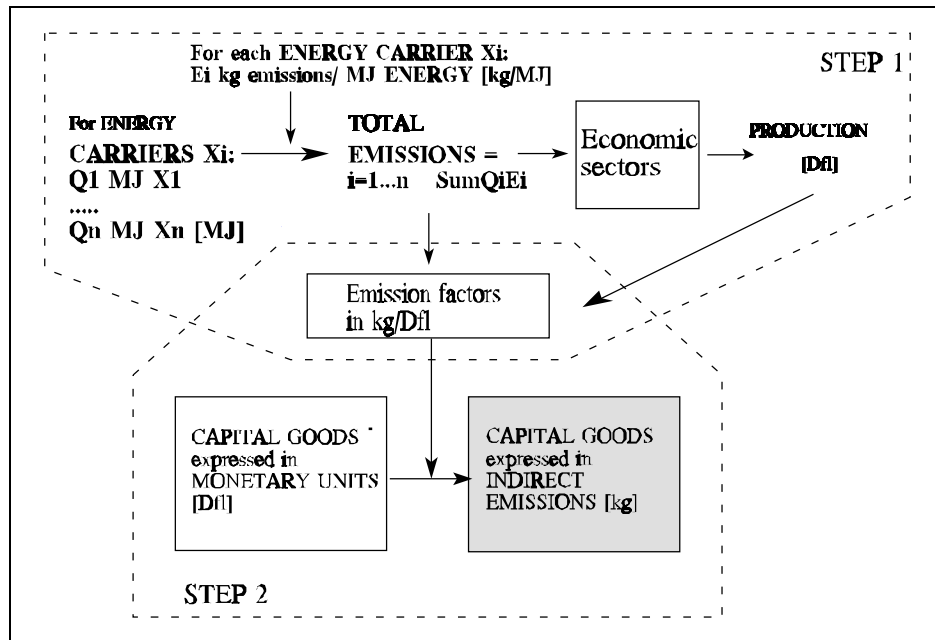 For each ENERGY CARRIER Xi:
Ei kg emissions/ MJ ENERGY [kg/MJ]
STEP 1
For ENERGY
CARRIERS Xi:
Q1 MJ X1
.....
Qn MJ Xn [MJ]
TOTAL
EMISSIONS =
i=1...n SumQiEi
Economic
sectors
PRODUCTION
[Dfl]
Emission factors
in kg/Dfl
CAPITAL GOODS
expressed in
MONETARY UNITS
[Dfl]
CAPITAL GOODS
expressed in
INDIRECT
EMISSIONS [kg]
STEP 2